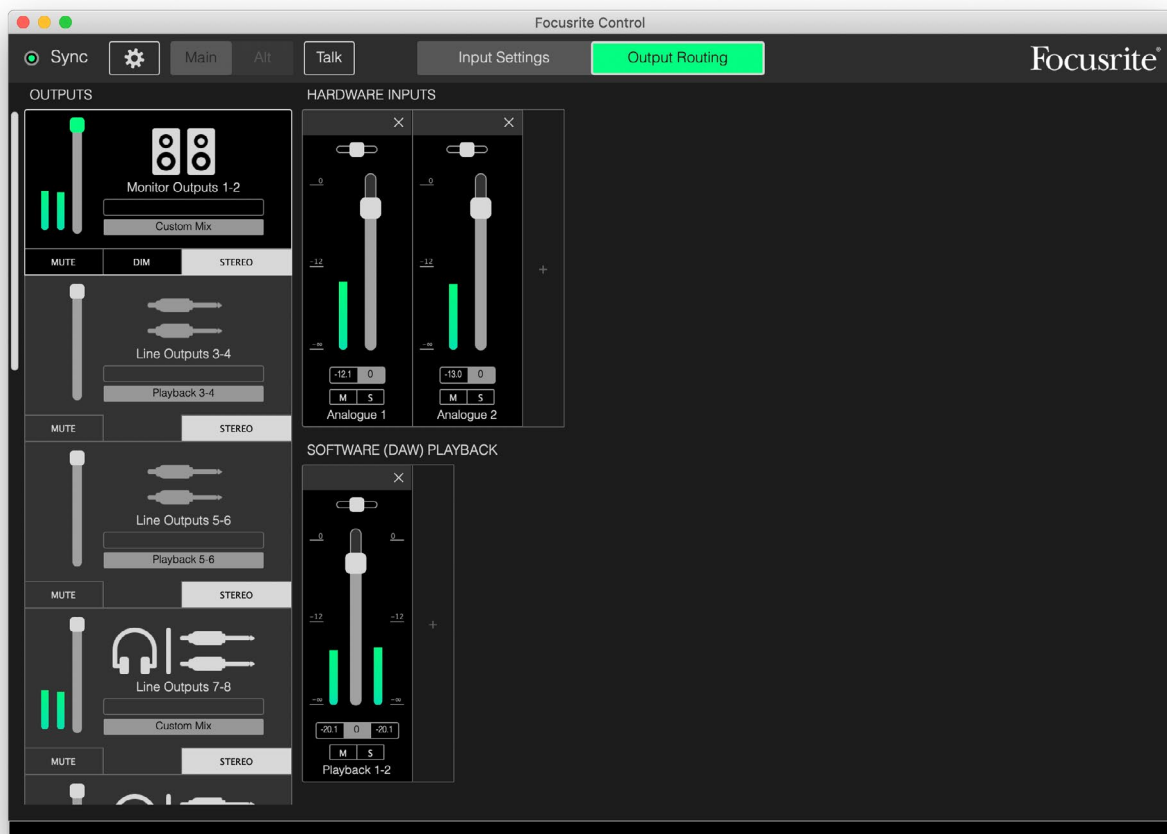 Focusrite Control
Sync
Main
Alt
Talk
Input Settings
Output Routing
Focusrite®
OUTPUTS
Monitor Outputs 1-2
Custom Mix
MUTE
DIM
STEREO
Line Outputs 3-4
Playback 3-4
MUTE
STEREO
Line Outputs 5-6
Playback 5-6
MUTE
STEREO
Line Outputs 7-8
Custom Mix
MUTE
STEREO
HARDWARE INPUTS
0
-12
-∞
-12.1 0
M S
Analogue 1
0
-12
-∞
-13.0 0
M S
Analogue 2
+
SOFTWARE (DAW) PLAYBACK
0 0
-12 -12
-∞ -∞
-20.1 0 -20.1
M S
Playback 1-2
+